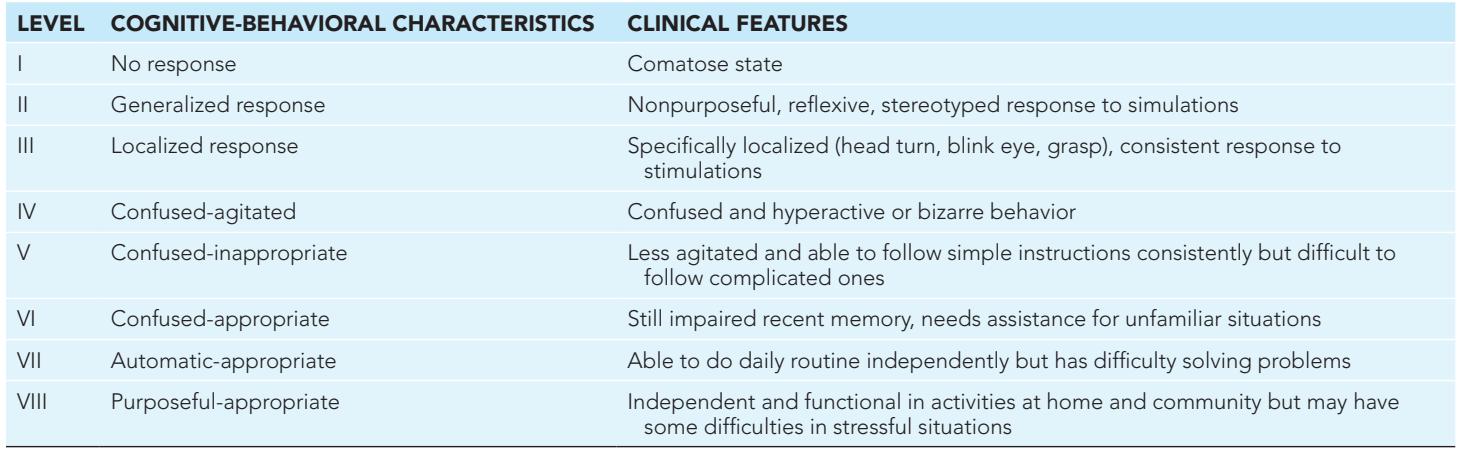 LEVEL COGNITIVE-BEHAVIORAL CHARACTERISTICS CLINICAL FEATURES
I No response Comatose state
II Generalized response Nonpurposeful, reflexive, stereotyped response to simulations
III Localized response Specifically localized (head turn, blink eye, grasp), consistent response to
stimulations
IV Confused-agitated Confused and hyperactive or bizarre behavior
V Confused-inappropriate Less agitated and able to follow simple instructions consistently but difficult to
follow complicated ones
VI Confused-appropriate Still impaired recent memory, needs assistance for unfamiliar situations
VII Automatic-appropriate Able to do daily routine independently but has difficulty solving problems
VIII Purposeful-appropriate Independent and functional in activities at home and community but may have
some difficulties in stressful situations